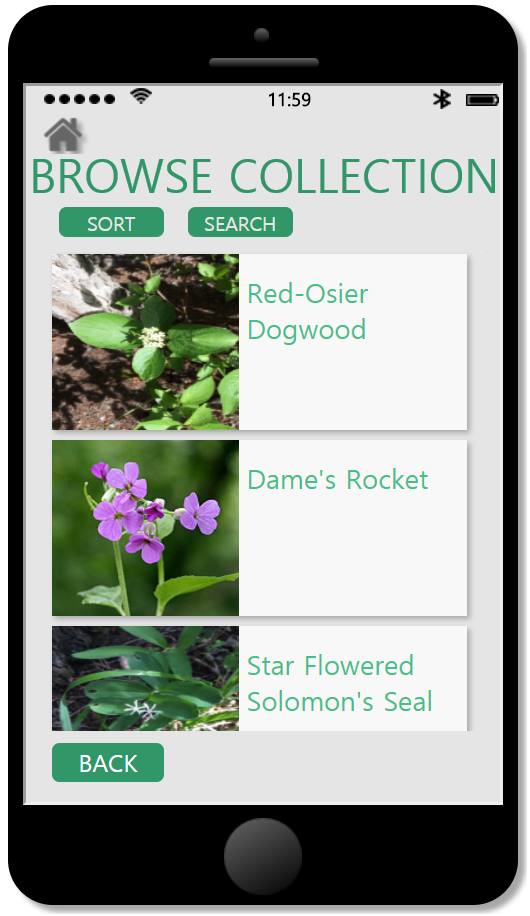 11:59
BROWSE COLLECTION
SORT SEARCH
Red-Osier
Dogwood
Dame's Rocket
Star Flowered
Solomon's Seal
BACK